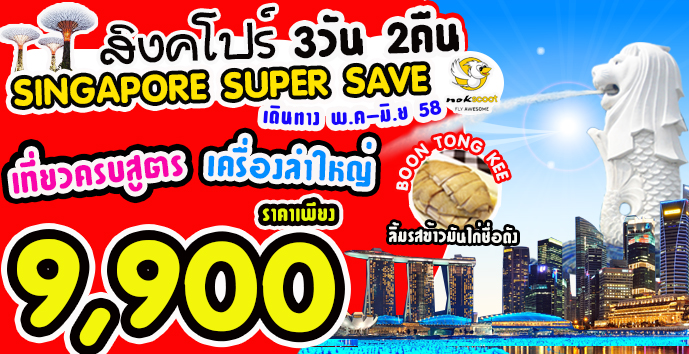 สิงคโปร์ 3วัน 2คืน
SINGAPORE SUPER SAVE
nokscoot
FLY AWESOME
เดินทาง พ.ค-มิ.ย 58
เที่ยวครบสูตร เครื่องลำใหญ่
BOON TONG KEE
ราคาเพียง
ลิ้มรสข้าวมันไก่ชื่อดัง
9,900